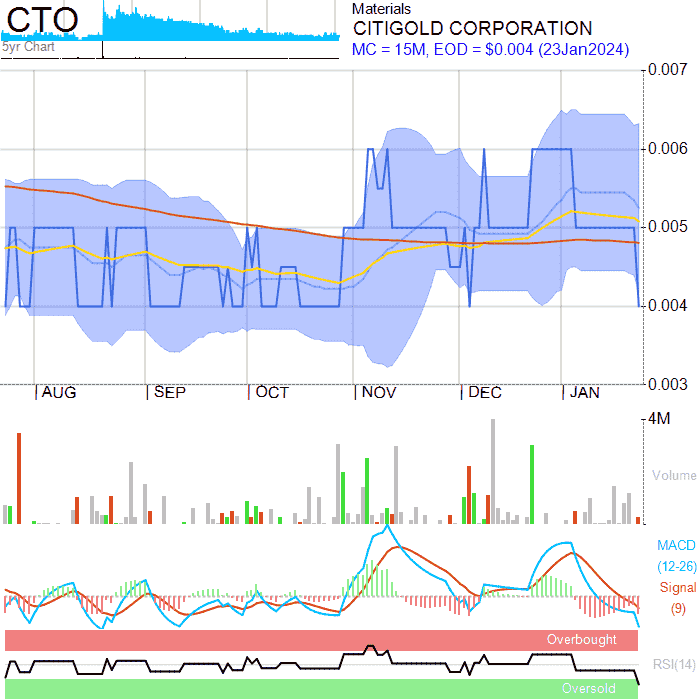 CTO
5yr Chart
Materials
CITIGOLD CORPORATION
MC = 15M, EOD = $0.004 (23Jan2024)
0.007
0.006
0.005
0.004
0.003
AUG SEP OCT NOV DEC JAN
4M
Volume
MACD
(12-26)
Signal
(9)
Overbought
RSI(14)
Oversold